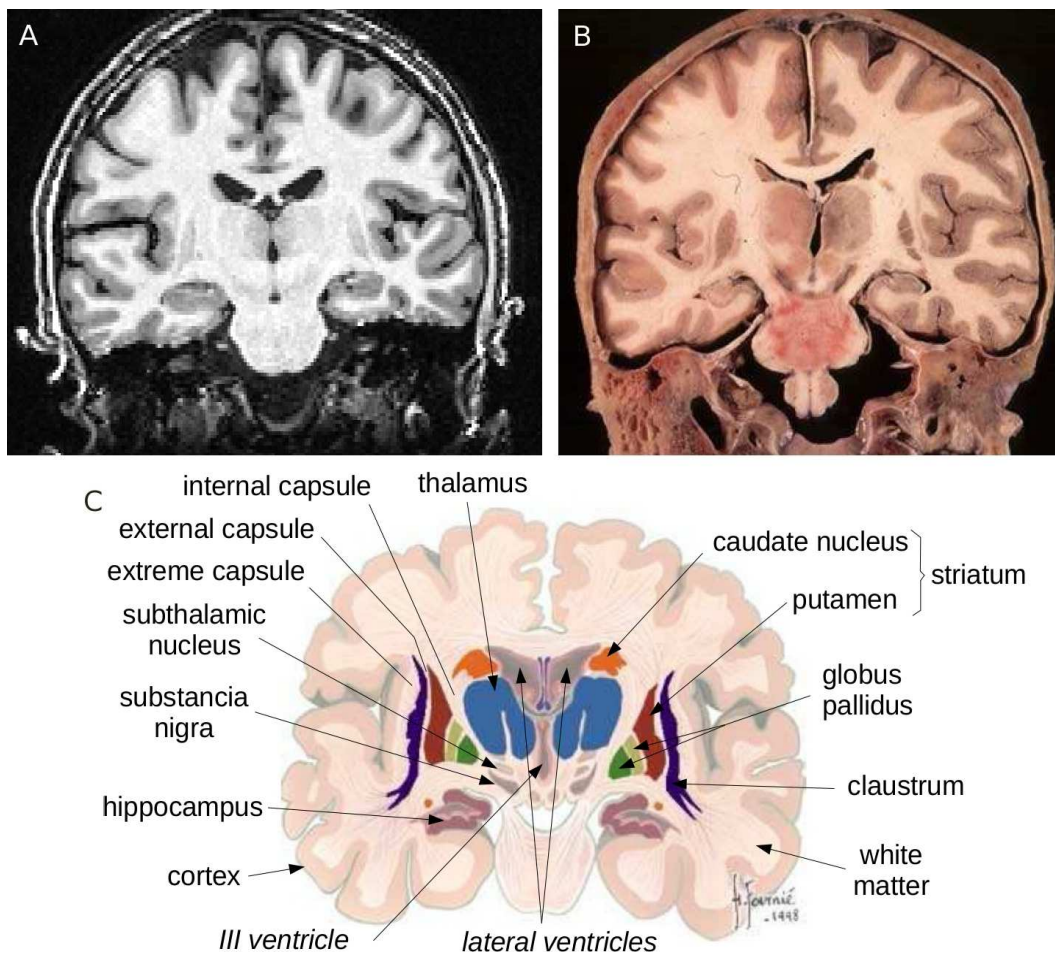 A
B
C
internal capsule
thalamus
external capsule
extreme capsule
subthalamic
nucleus
substancia
nigra
hippocampus
cortex
III ventricle
lateral ventricles
caudate nucleus
putamen
striatum
globus
pallidus
claustrum
white
matter
1998